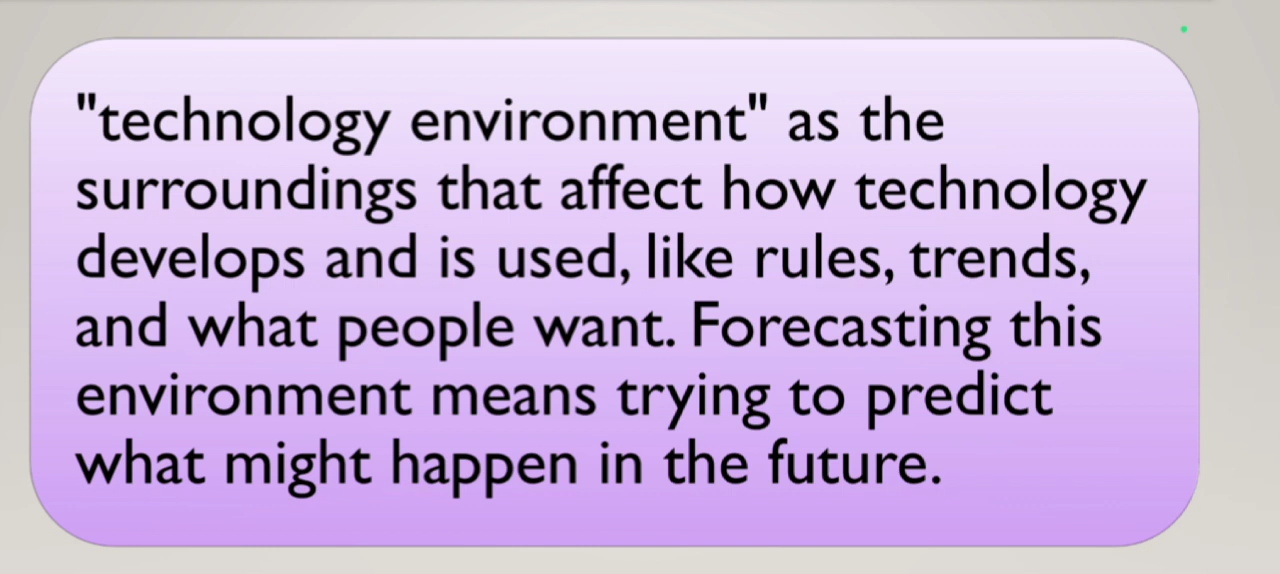 "technology environment" as the
surroundings that affect how technology
develops and is used, like rules, trends,
and what people want. Forecasting this
environment means trying to predict
what might happen in the future.